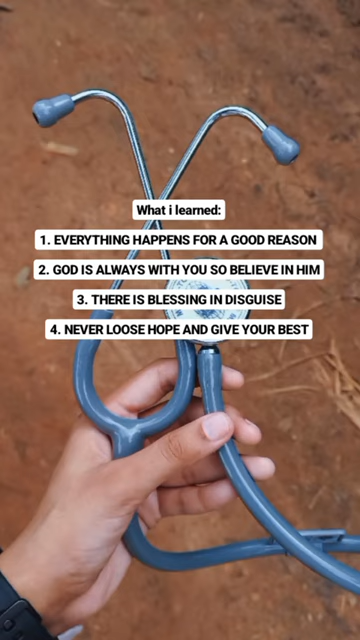 What i learned:
1. EVERYTHING HAPPENS FOR A GOOD REASON
2. GOD IS ALWAYS WITH YOU SO BELIEVE IN HIM
3. THERE IS BLESSING IN DISGUISE
4. NEVER LOOSE HOPE AND GIVE YOUR BEST